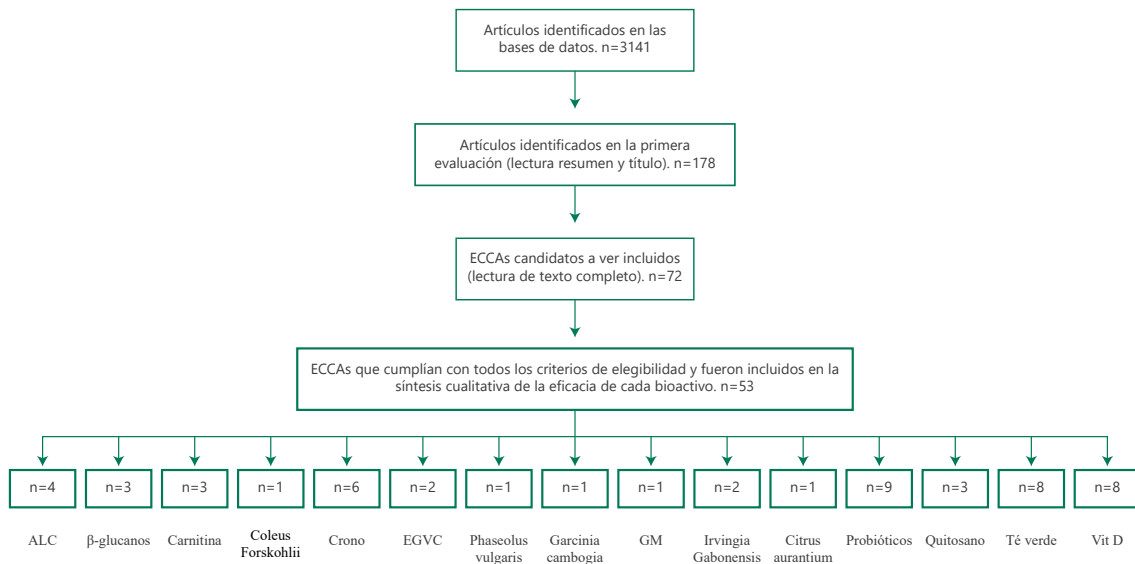 Artículos identificados en las
bases de datos. n=3141
Artículos identificados en la primera
evaluación (lectura resumen y título). n=178
ECCAs candidatos a ver incluidos
(lectura de texto completo). n=72
ECCAs que cumplían con todos los criterios de elegibilidad y fueron incluidos en la
síntesis cualitativa de la eficacia de cada bioactivo. n=53
n=4
n=3
n=3
n=1
n=6
n=2
n=1
n=1
n=1
n=2
n=1
n=9
n=3
n=8
n=8
ALC
β-glucanos
Carnitina
Coleus
Forskohlii
Crono
EGVC
Phaseolus
vulgaris
Garcinia
cambogia
GM
Irvingia
Gabonensis
Citrus
aurantium
Probióticos
Quitosano
Té verde
Vit D